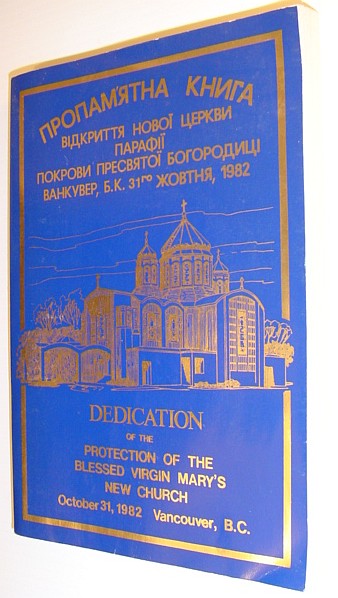 ПРОПАМ'ЯТНА КНИГА
ВІДКРИТТЯ НОВОЇ ЦЕРКВИ
ПАРАФІЇ
ПОКРОВИ ПРЕСВЯТОЇ БОГОРОДИЦІ
ВАНКУВЕР, Б.К. 31го ЖОВТНЯ, 1982
DEDICATION
OF THE
PROTECTION OF THE
BLESSED VIRGIN MARY'S
NEW CHURCH
October 31, 1982 Vancouver, B.C.